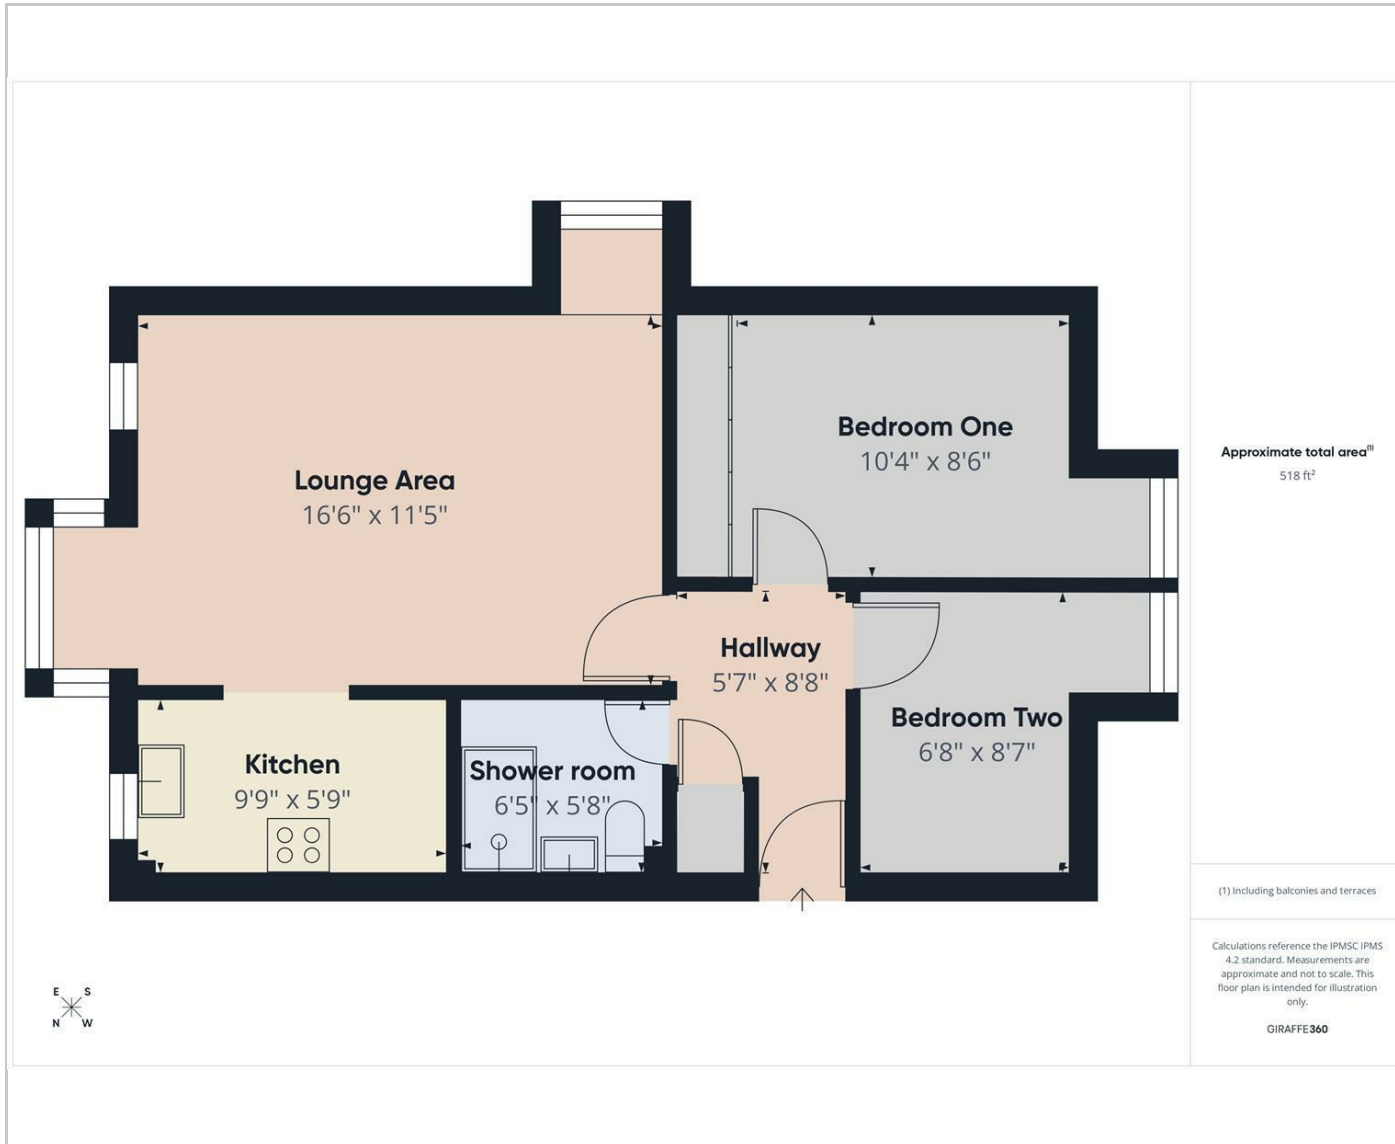 Lounge Area
16'6" x 11'5"
Bedroom One
10'4" x 8'6"
Hallway
5'7" x 8'8"
Bedroom Two
6'8" x 8'7"
Kitchen
9'9" x 5'9"
Shower room
6'5" x 5'8"
E S
N W
Approximate total area(1)
518 ft²
(1) Including balconies and terraces
Calculations reference the IPMSC IPMS
4.2 standard. Measurements are
approximate and not to scale. This
floor plan is intended for illustration
only.
GIRAFFE360